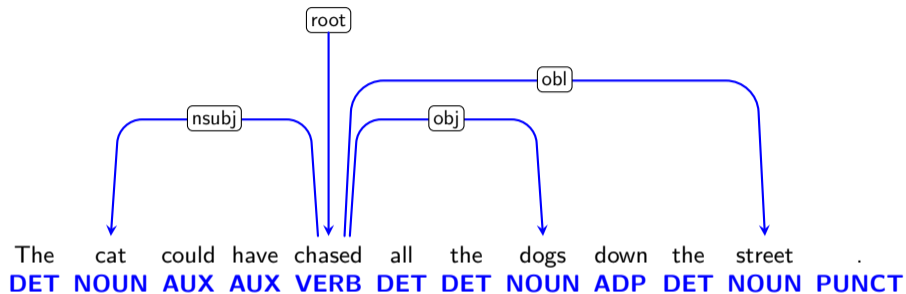 root
obl
nsubj obj
The cat could have chased all the dogs down the street .
DET NOUN AUX AUX VERB DET DET NOUN ADP DET NOUN PUNCT